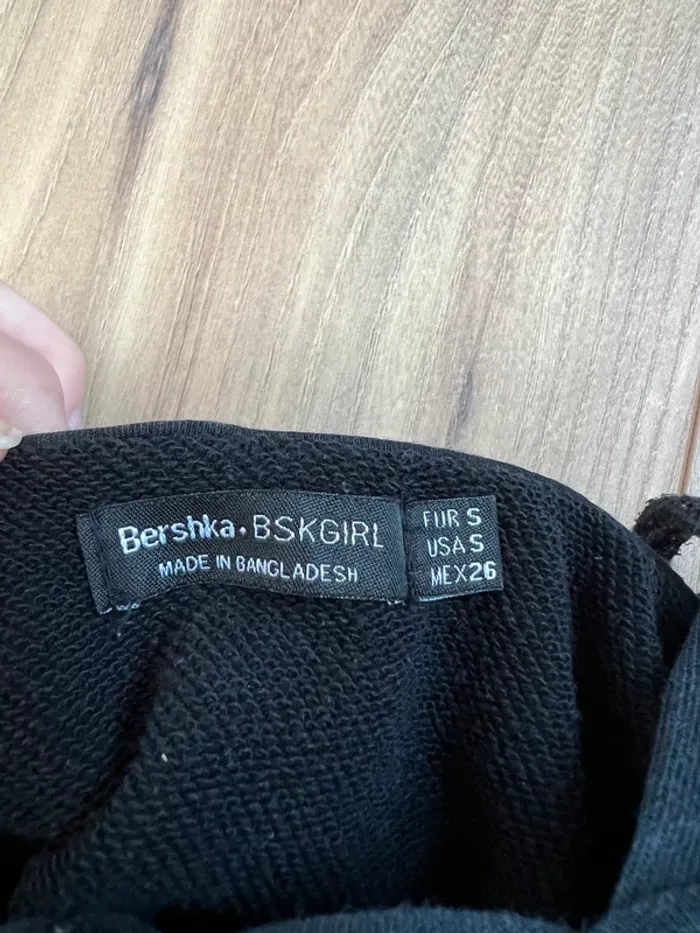 Bershka • BSKGIRL
MADE IN BANGLADESH
EUR S
USA S
MEX 26